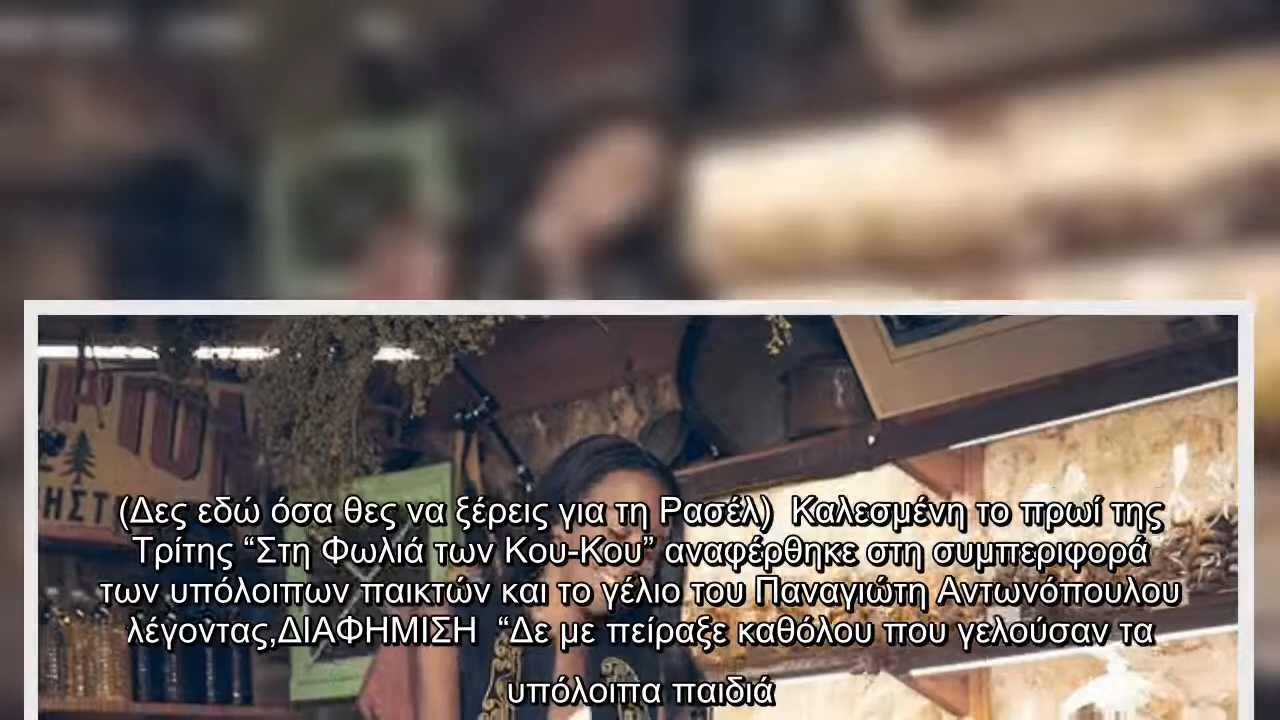 (Δες εδώ όσα θες να ξέρεις για τη Ρασέλ)  Καλεσμένη το πρωί της
Τρίτης “Στη Φωλιά των Κου-Κου” αναφέρθηκε στη συμπεριφορά
των υπόλοιπων παικτών και το γέλιο του Παναγιώτη Αντωνόπουλου
λέγοντας,ΔΙΑΦΗΜΙΣΗ  “Δε με πείραξε καθόλου που γελούσαν τα
υπόλοιπα παιδιά